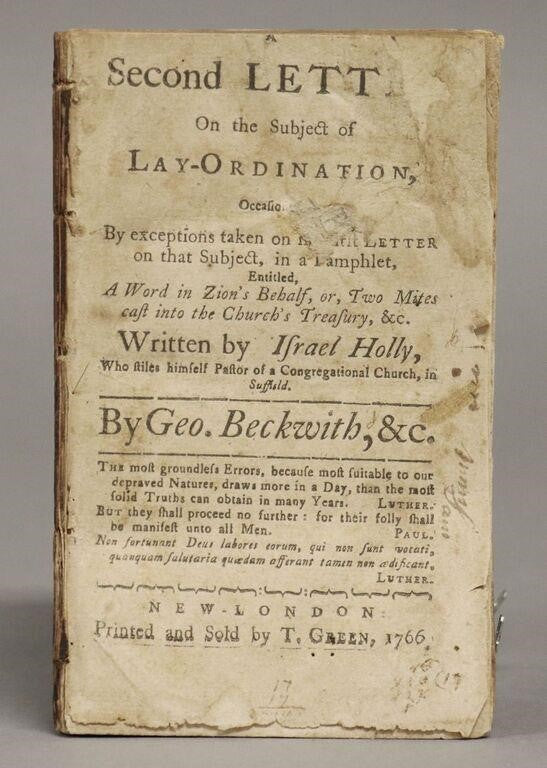 A
Second LETT
On the Subject of
LAY-ORDINATION,
Occasio
By exceptions taken on LETTER
on that Subject, in a Pamphlet,
Entitled,
A Word in Zion's Behalf, or, Two Mites
caſt into the Church's Treaſury, &c.
Written by Iſrael Holly,
Who ſtiles himſelf Paſtor of a Congregational Church, in
Suffield.
By Geo. Beckwith, &c.
THE moſt groundleſs Errors, becauſe moſt ſuitable to our
depraved Natures, draws more in a Day, than the moſt
ſolid Truths can obtain in many Years. LUTHER.
BUT they ſhall proceed no further: for their folly ſhall
be manifeſt unto all Men. PAUL.
Non fortunant Deus labores eorum, qui non ſunt vocati,
quanquam ſalutaria quædam afferant tamen non ædificant.
LUTHER.
NEW-LONDON:
Printed and Sold by T. GREEN, 1766
17